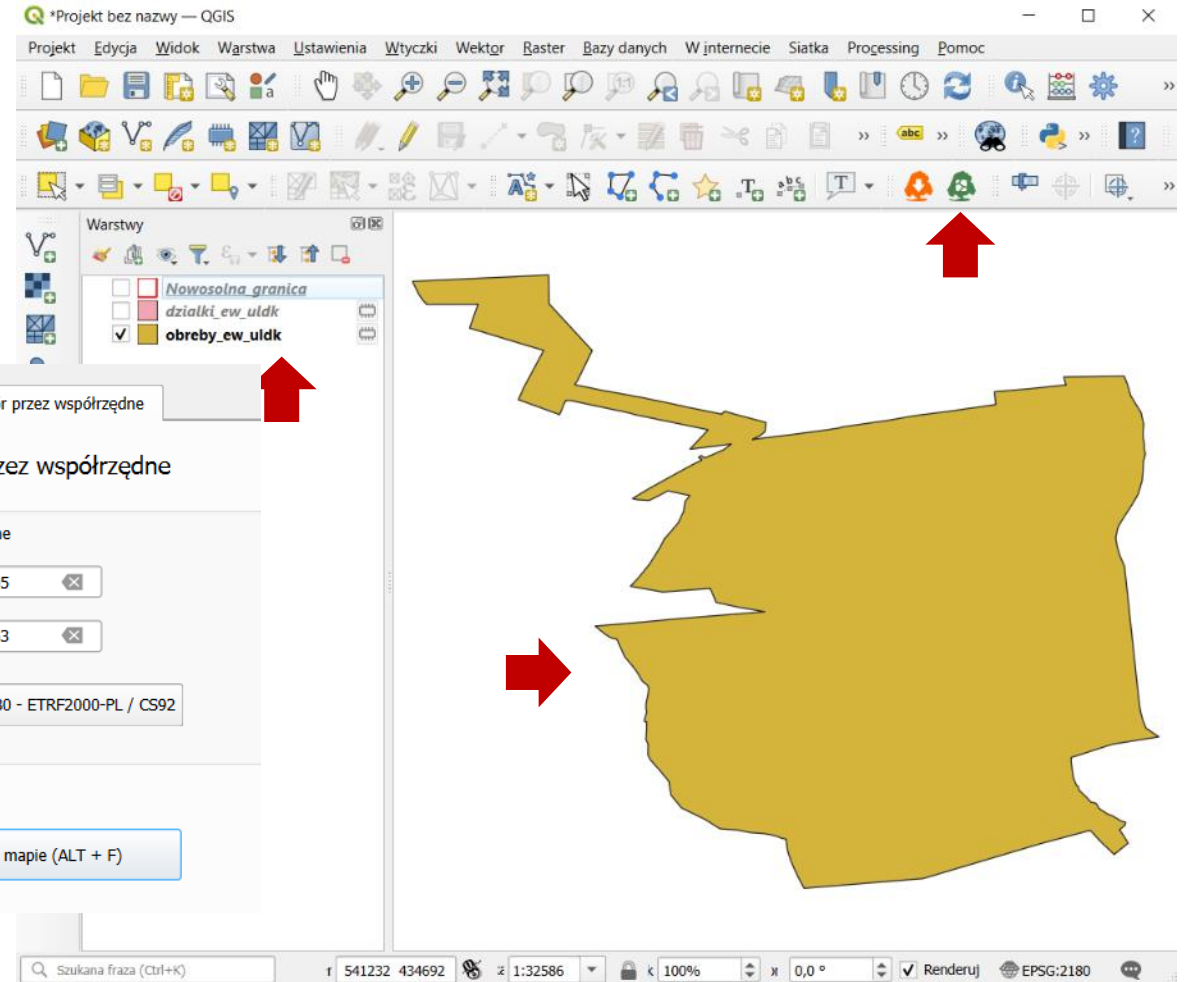 *Projekt bez nazwy — QGIS
Projekt Edycja Widok Warstwa Ustawienia Wtyczki Wektor Raster Bazy danych W internecie Siatka Processing Pomoc
abc
Warstwy
Nowosolna_granica
dzialki_ew_uldk
obreby_ew_uldk
r przez współrzędne
zez współrzędne
ne
5
3
80 - ETRF2000-PL / CS92
mapie (ALT + F)
Szukana fraza (Ctrl+K) 541232 434692 1:32586 100% 0,0 ° Renderuj EPSG:2180